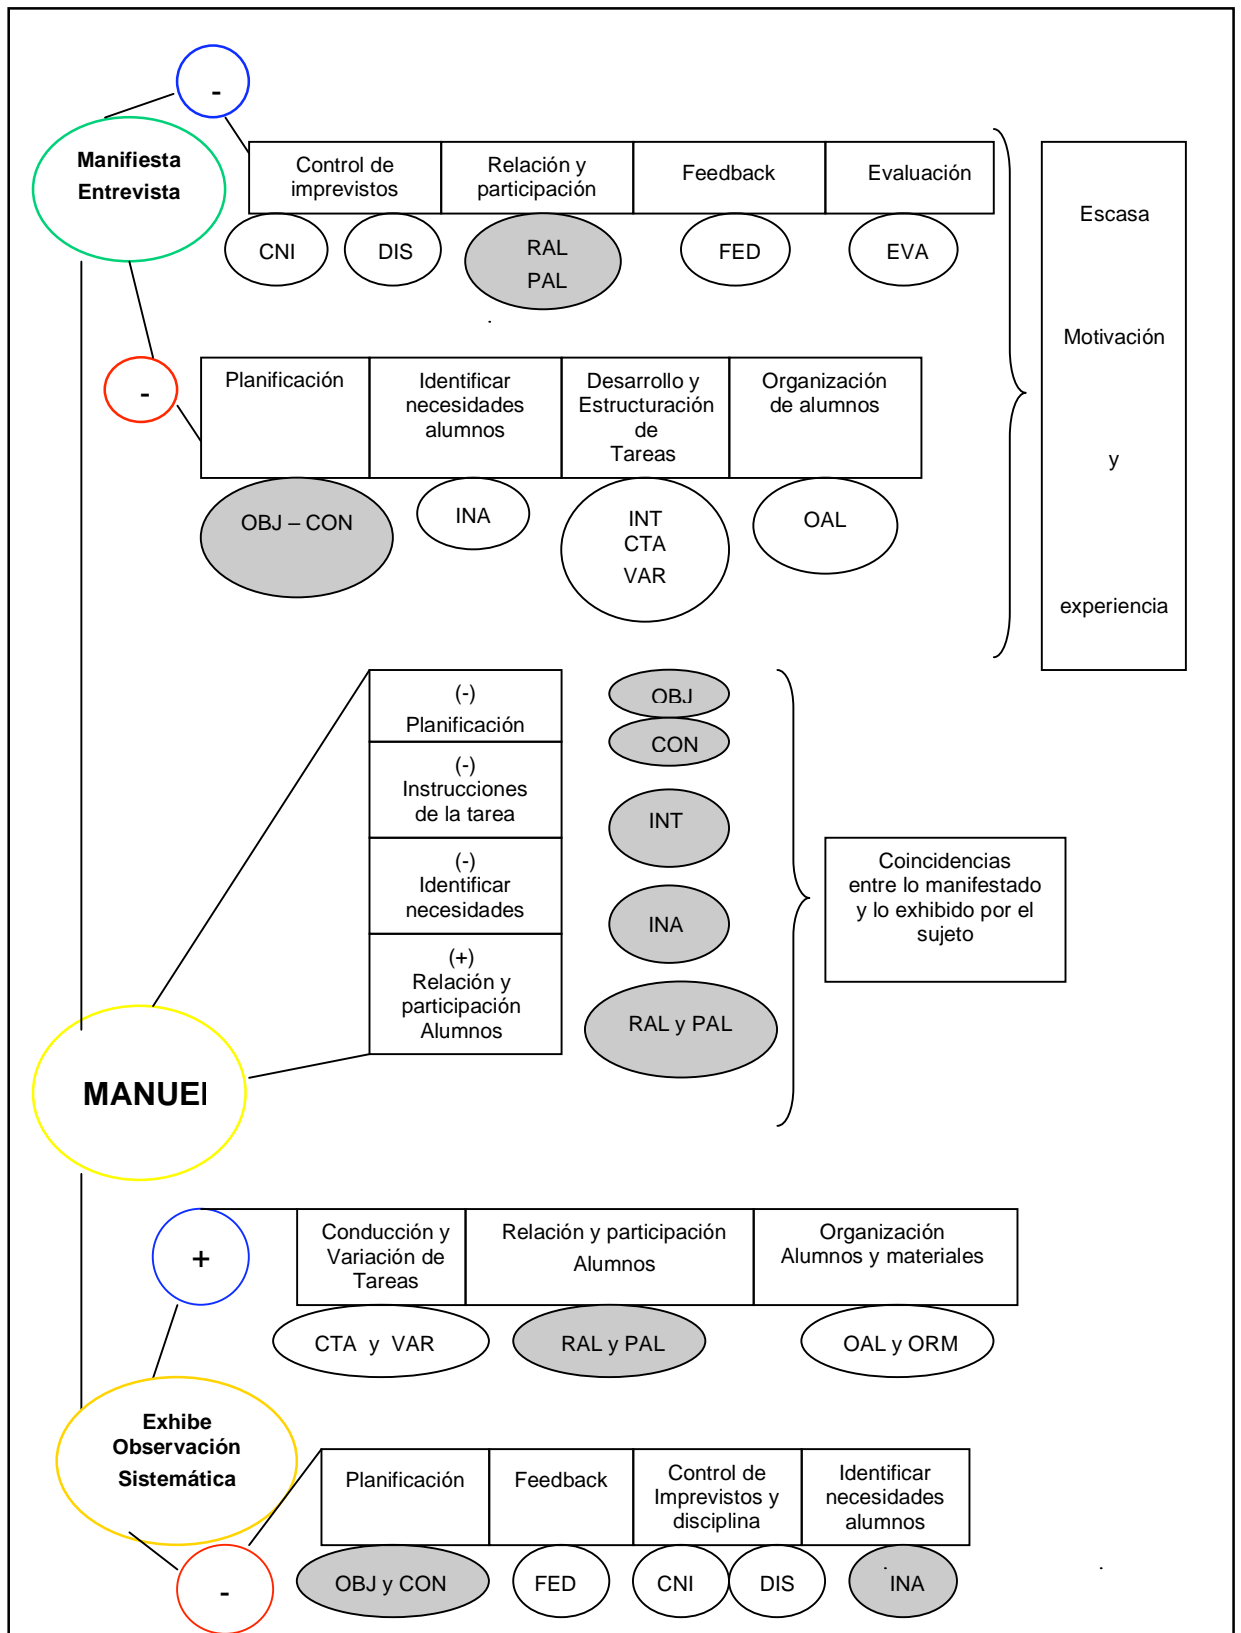 -
Manifiesta
Entrevista
Control de
imprevistos
Relación y
participación
Feedback
Evaluación
CNI
DIS
RAL
PAL
FED
EVA
Escasa
Motivación
y
experiencia
-
Planificación
Identificar
necesidades
alumnos
Desarrollo y
Estructuración
de
Tareas
Organización
de alumnos
OBJ – CON
INA
INT
CTA
VAR
OAL
(-)
Planificación
(-)
Instrucciones
de la tarea
(-)
Identificar
necesidades
(+)
Relación y
participación
Alumnos
OBJ
CON
INT
INA
RAL y PAL
Coincidencias
entre lo manifestado
y lo exhibido por el
sujeto
MANUEl
+
Conducción y
Variación de
Tareas
Relación y participación
Alumnos
Organización
Alumnos y materiales
CTA y VAR
RAL y PAL
OAL y ORM
Exhibe
Observación
Sistemática
-
Planificación
Feedback
Control de
Imprevistos y
disciplina
Identificar
necesidades
alumnos
OBJ y CON
FED
CNI
DIS
INA